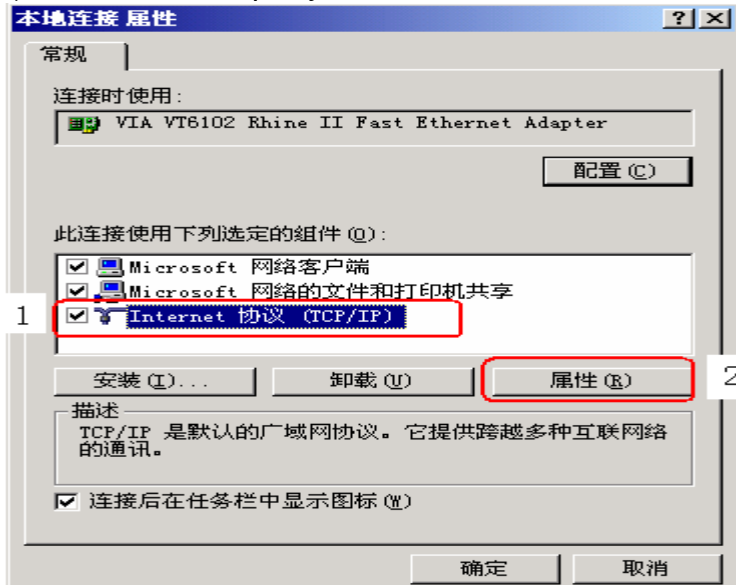 本地连接 属性
常规
连接时使用:
VIA VT6102 Rhine II Fast Ethernet Adapter
配置(C)
此连接使用下列选定的组件(O):
Microsoft 网络客户端
Microsoft 网络的文件和打印机共享
1
Internet 协议 (TCP/IP)
安装(I)...
卸载(U)
属性(R)
2
描述
TCP/IP 是默认的广域网协议。它提供跨越多种互联网络
的通讯。
连接后在任务栏中显示图标(W)
确定
取消